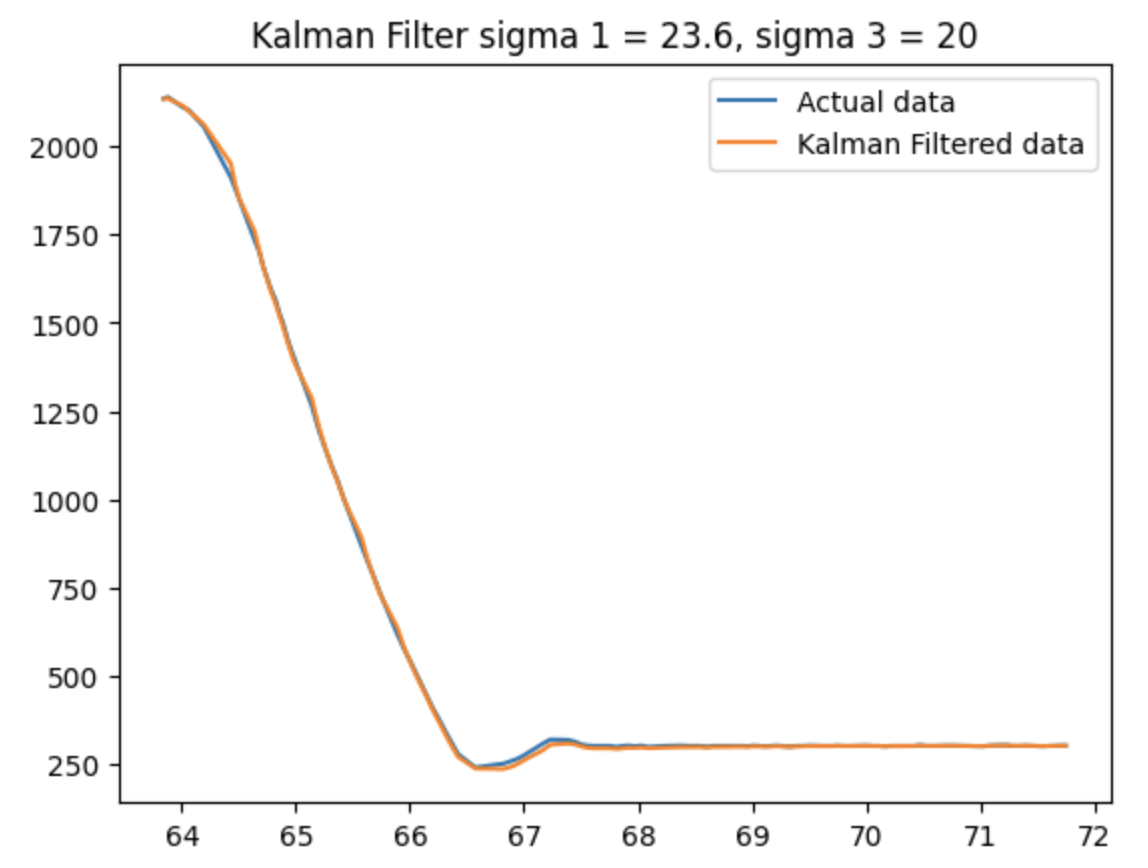 Kalman Filter sigma 1 = 23.6, sigma 3 = 20
Actual data
Kalman Filtered data
2000
1750
1500
1250
1000
750
500
250
64 65 66 67 68 69 70 71 72